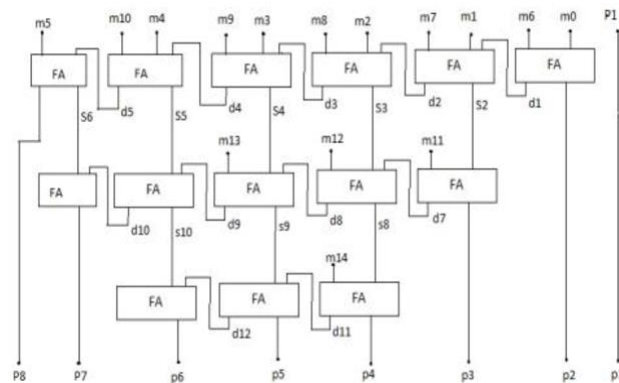 m5 m10 m4 m9 m3 m8 m2 m7 m1 m6 m0 P1
FA FA FA FA FA FA
S6 d5 S5 d4 S4 d3 S3 d2 S2 d1
m13 m12 m11
FA FA FA FA FA
d10 s10 d9 s9 d8 s8 d7
m14
FA FA FA
d12 d11
P8 P7 p6 p5 p4 p3 p2